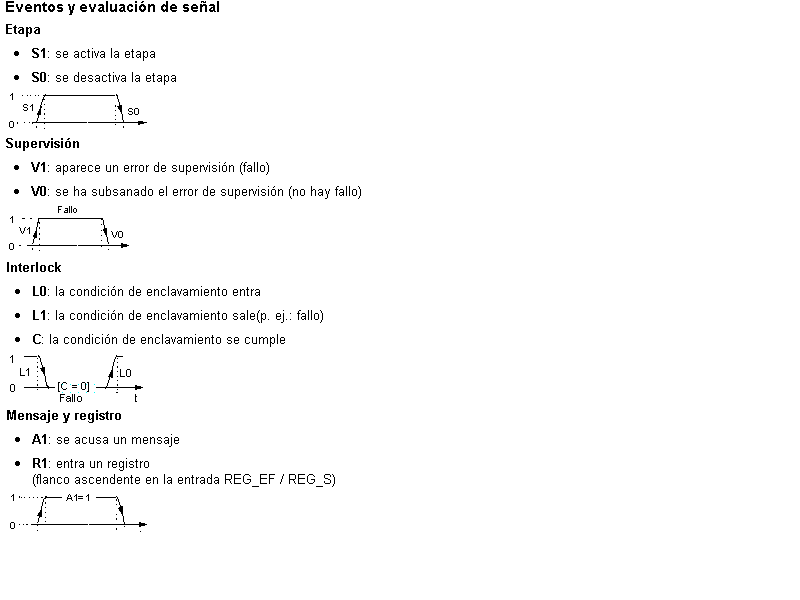 Eventos y evaluación de señal
Etapa
• S1: se activa la etapa
• S0: se desactiva la etapa
1
S1
S0
0
Supervisión
• V1: aparece un error de supervisión (fallo)
• V0: se ha subsanado el error de supervisión (no hay fallo)
Fallo
1
V1
V0
0
Interlock
• L0: la condición de enclavamiento entra
• L1: la condición de enclavamiento sale(p. ej.: fallo)
• C: la condición de enclavamiento se cumple
1
L1
L0
0
[C = 0]
Fallo
t
Mensaje y registro
• A1: se acusa un mensaje
• R1: entra un registro
(flanco ascendente en la entrada REG_EF / REG_S)
1
A1= 1
0